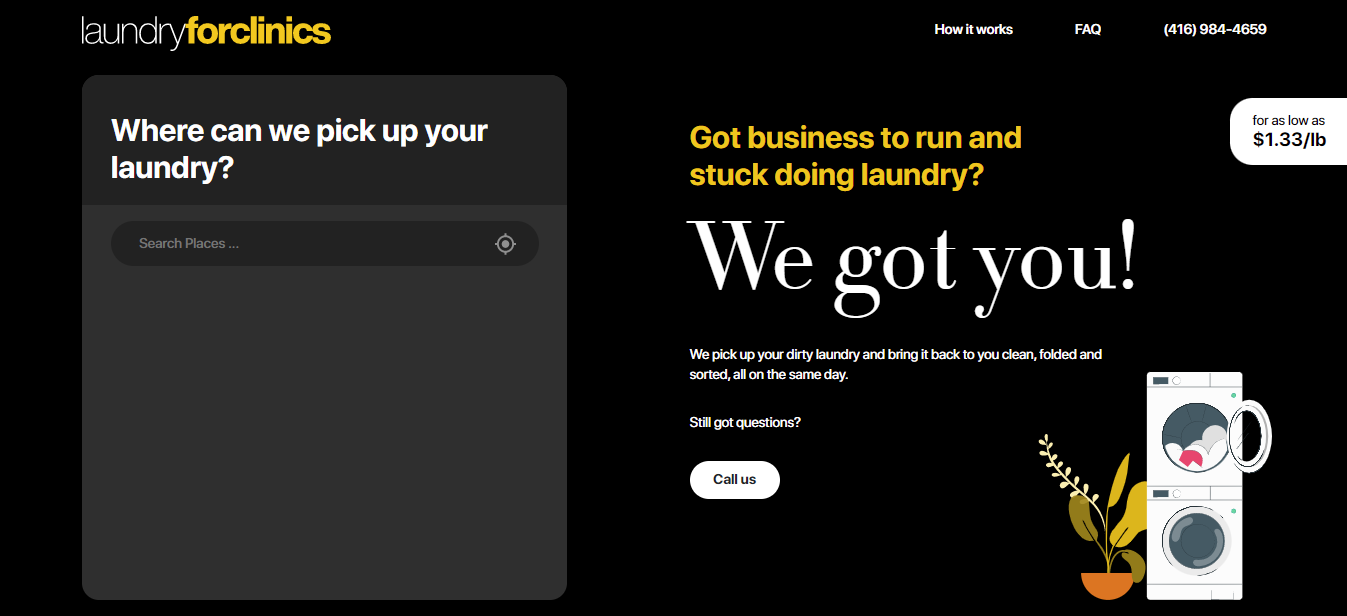 laundryforclinics
How it works
FAQ
(416) 984-4659
Where can we pick up your
laundry?
Search Places ...
Got business to run and
stuck doing laundry?
We got you!
We pick up your dirty laundry and bring it back to you clean, folded and
sorted, all on the same day.
Still got questions?
Call us
for as low as
$1.33/lb